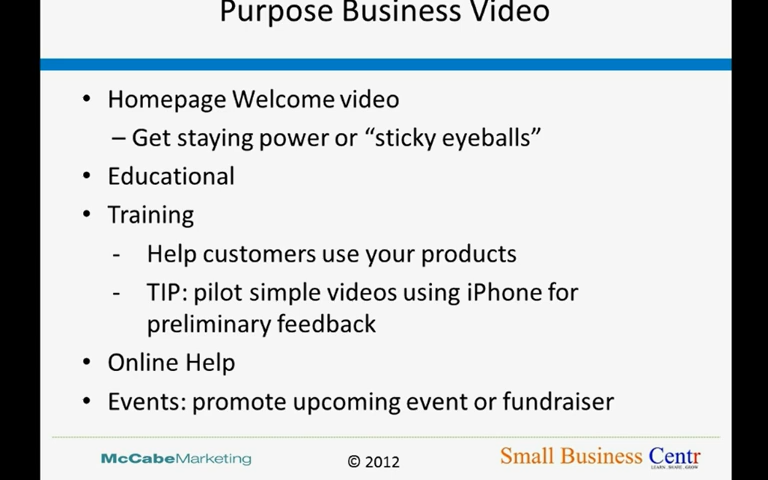 Purpose Business Video
• Homepage Welcome video
– Get staying power or “sticky eyeballs”
• Educational
• Training
- Help customers use your products
- TIP: pilot simple videos using iPhone for
preliminary feedback
• Online Help
• Events: promote upcoming event or fundraiser
McCabeMarketing
© 2012
Small Business Centr
LEARN . SHARE . GROW